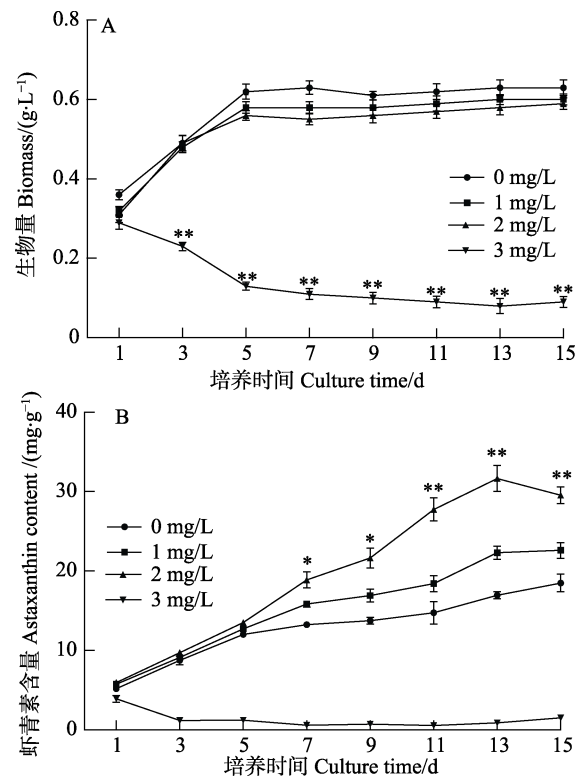 A
0.8
0.6
0.4
0.2
0
生物量 Biomass/(g·L⁻¹)
0 mg/L
1 mg/L
2 mg/L
3 mg/L
** ** ** ** ** ** **
1 3 5 7 9 11 13 15
培养时间 Culture time/d
B
40
30
20
10
0
虾青素含量 Astaxanthin content /(mg·g⁻¹)
0 mg/L
1 mg/L
2 mg/L
3 mg/L
* * ** ** **
1 3 5 7 9 11 13 15
培养时间 Culture time/d